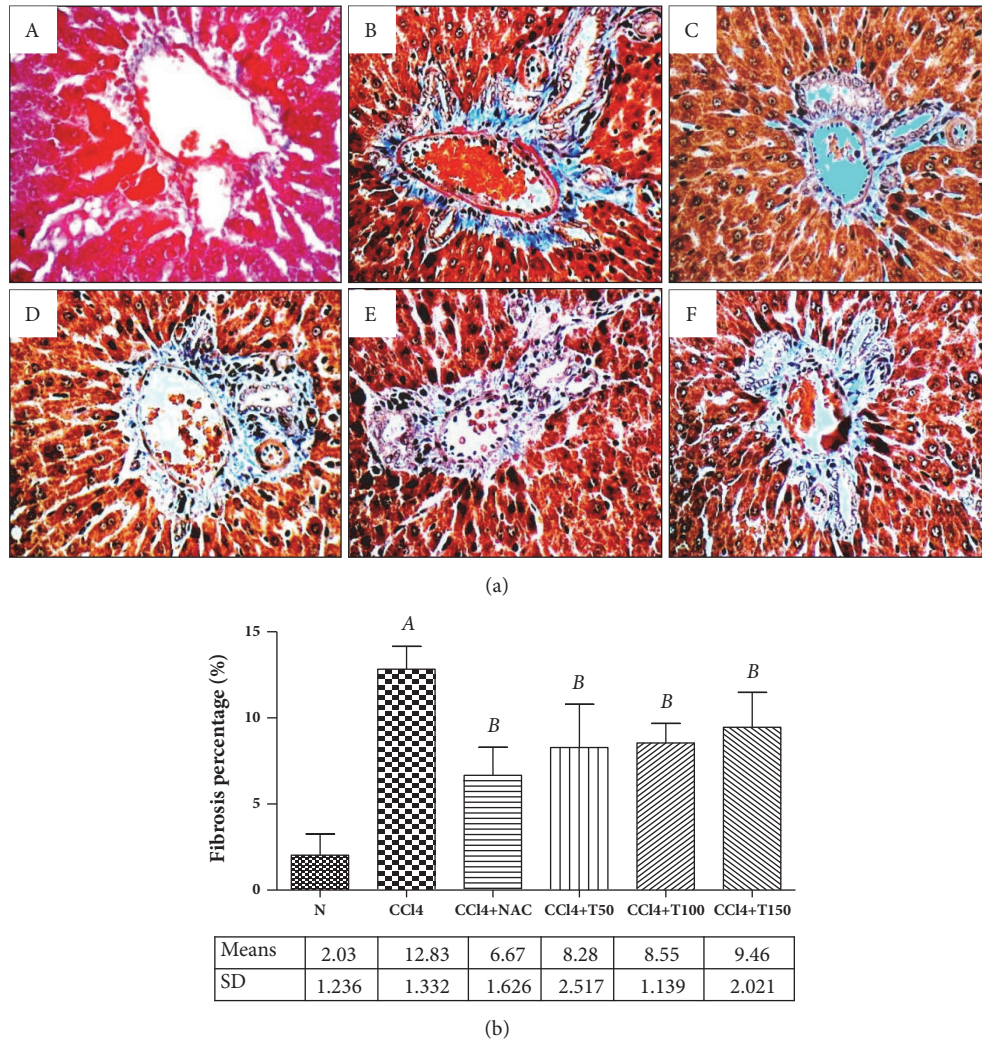 A
B
C
D
E
F
(a)
Fibrosis percentage (%)
15
10
5
0
A
B
B
B
B
N CCl4 CCl4+NAC CCl4+T50 CCl4+T100 CCl4+T150
Means 2.03 12.83 6.67 8.28 8.55 9.46
SD 1.236 1.332 1.626 2.517 1.139 2.021
(b)